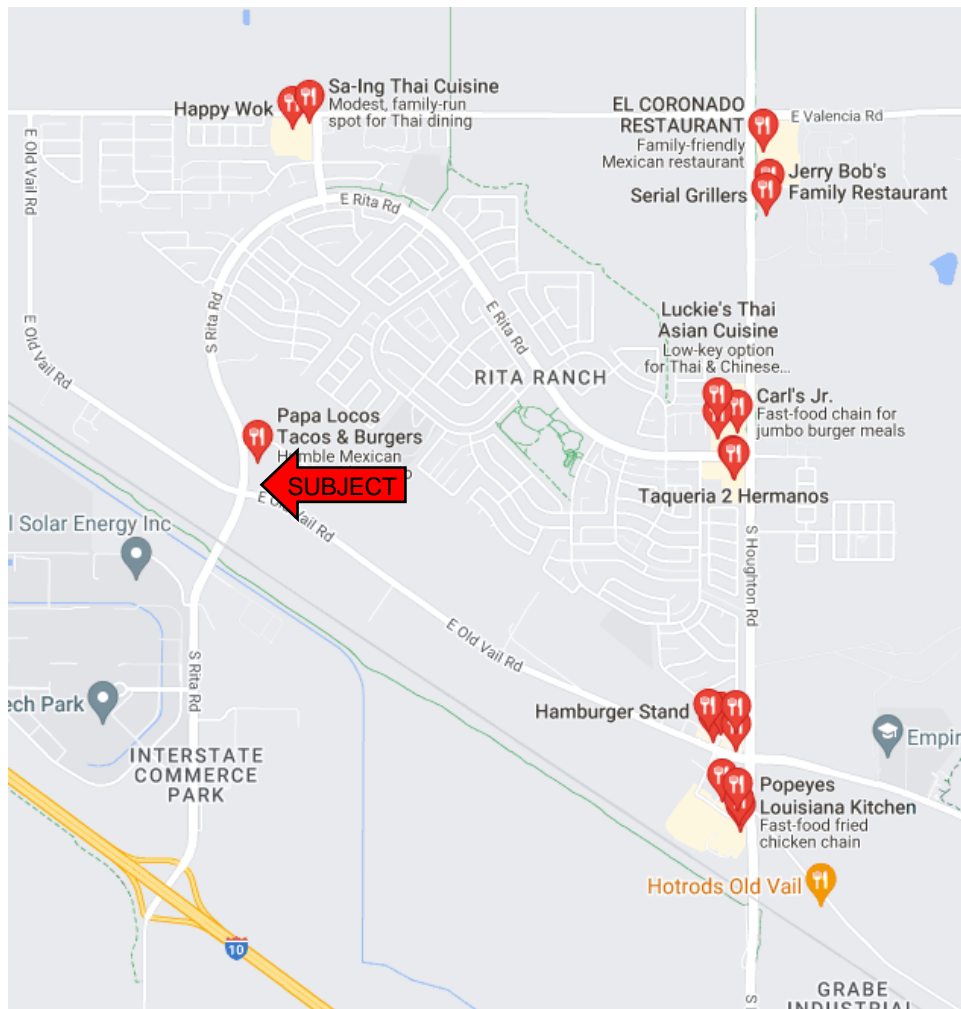 Happy Wok
Sa-Ing Thai Cuisine
Modest, family-run
spot for Thai dining
EL CORONADO
RESTAURANT
Family-friendly
Mexican restaurant
E Valencia Rd
Jerry Bob's
Family Restaurant
Serial Grillers
E Old Vail Rd
E Rita Rd
S Rita Rd
E Rita Rd
E Old Vail Rd
Luckie's Thai
Asian Cuisine
Low-key option
for Thai & Chinese...
RITA RANCH
Carl's Jr.
Fast-food chain for
jumbo burger meals
Papa Locos
Tacos & Burgers
Humble Mexican
SUBJECT
E Old Vail Rd
Taqueria 2 Hermanos
l Solar Energy Inc
S Houghton Rd
E Old Vail Rd
S Rita Rd
ech Park
Hamburger Stand
Empir
INTERSTATE
COMMERCE
PARK
Popeyes
Louisiana Kitchen
Fast-food fried
chicken chain
Hotrods Old Vail
10
GRABE
INDUSTRIAL